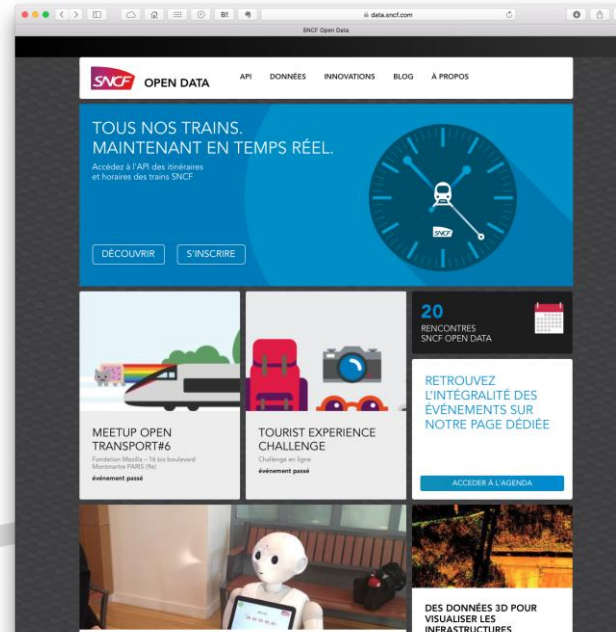 data.sncf.com
SNCF Open Data
SNCF OPEN DATA
API DONNÉES INNOVATIONS BLOG À PROPOS
TOUS NOS TRAINS.
MAINTENANT EN TEMPS RÉEL.
Accédez à l'API des itinéraires
et horaires des trains SNCF
SNCF
DÉCOUVRIR S'INSCRIRE
20
RENCONTRES
SNCF OPEN DATA
RETROUVEZ
L'INTÉGRALITÉ DES
ÉVÉNEMENTS SUR
NOTRE PAGE DÉDIÉE
ACCEDER À L'AGENDA
MEETUP OPEN
TRANSPORT#6
Fondation Mozilla – 16 bis boulevard
Montmartre PARIS (9e)
événement passé
TOURIST EXPERIENCE
CHALLENGE
Challenge en ligne
événement passé
DES DONNÉES 3D POUR
VISUALISER LES
INFRASTRUCTURES